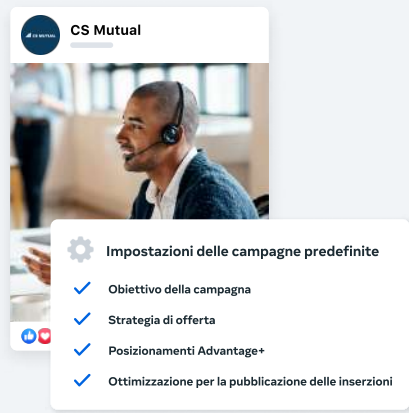 CS MUTUAL
CS Mutual
Impostazioni delle campagne predefinite
Obiettivo della campagna
Strategia di offerta
Posizionamenti Advantage+
Ottimizzazione per la pubblicazione delle inserzioni